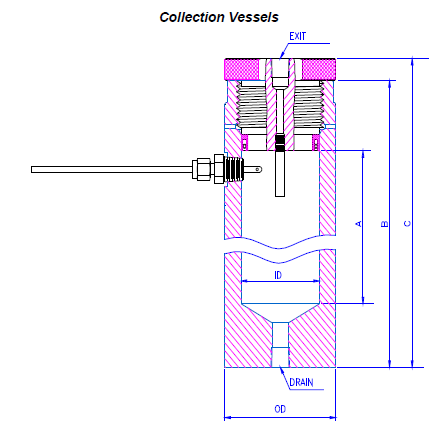 Collection Vessels
EXIT
A
B
C
ID
DRAIN
OD